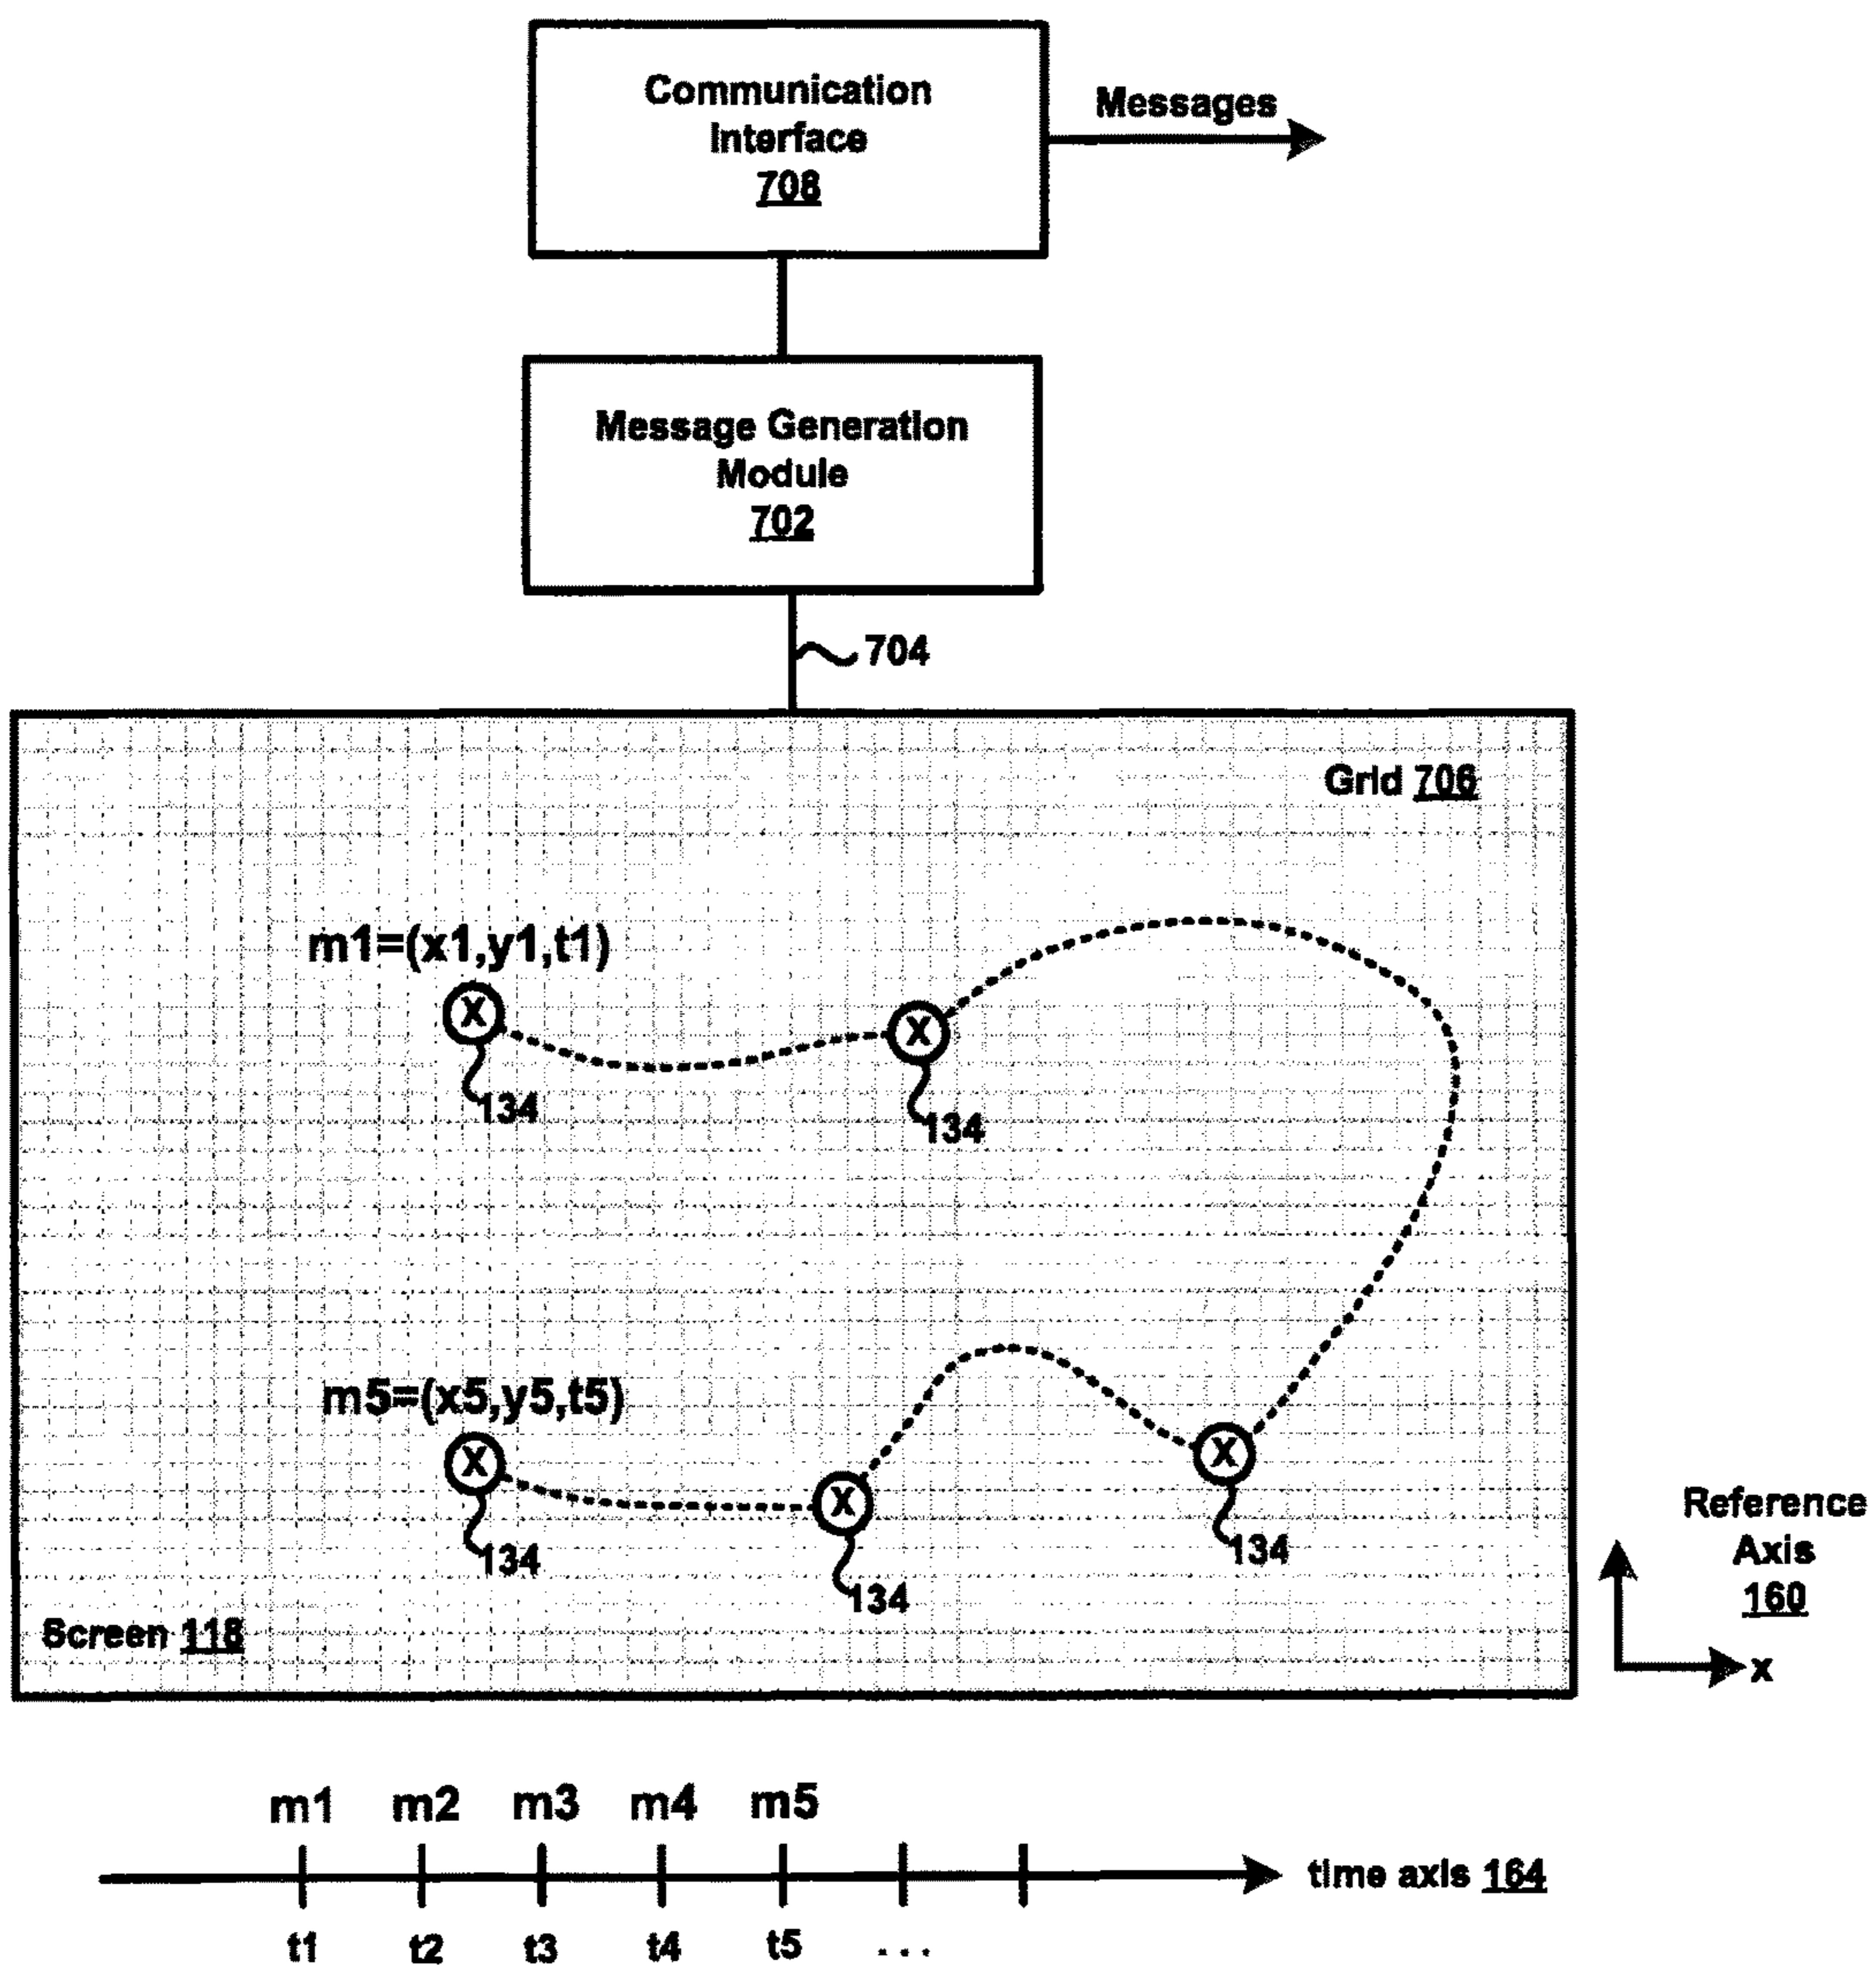 Communication
Interface
708
Messages
Message Generation
Module
702
704
Grid 706
m1=(x1,y1,t1)
X
X
134
134
m5=(x5,y5,t5)
X
X
X
134
134
134
Screen 118
Reference
Axis
160
x
m1 m2 m3 m4 m5
time axis 164
t1 t2 t3 t4 t5 ...